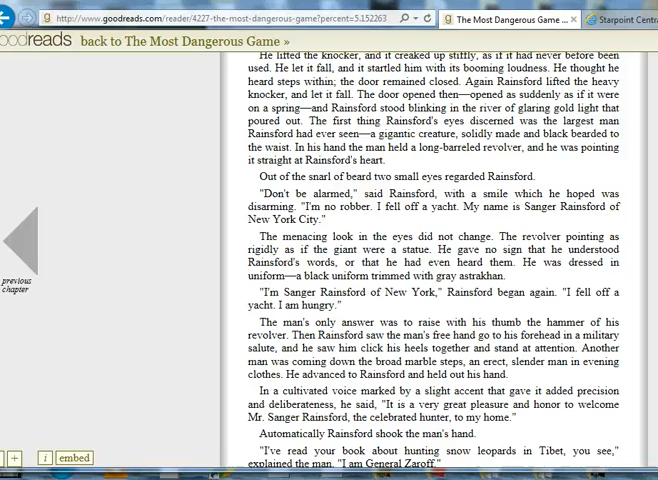 http://www.goodreads.com/reader/4227-the-most-dangerous-game?percent=5.152263
The Most Dangerous Game ...
Starpoint Centra
oodreads back to The Most Dangerous Game »
He lifted the knocker, and it creaked up stiffly, as if it had never before been
used. He let it fall, and it startled him with its booming loudness. He thought he
heard steps within; the door remained closed. Again Rainsford lifted the heavy
knocker, and let it fall. The door opened then—opened as suddenly as if it were
on a spring—and Rainsford stood blinking in the river of glaring gold light that
poured out. The first thing Rainsford's eyes discerned was the largest man
Rainsford had ever seen—a gigantic creature, solidly made and black bearded to
the waist. In his hand the man held a long-barreled revolver, and he was pointing
it straight at Rainsford's heart.
Out of the snarl of beard two small eyes regarded Rainsford.
"Don't be alarmed," said Rainsford, with a smile which he hoped was
disarming. "I'm no robber. I fell off a yacht. My name is Sanger Rainsford of
New York City."
The menacing look in the eyes did not change. The revolver pointing as
rigidly as if the giant were a statue. He gave no sign that he understood
Rainsford's words, or that he had even heard them. He was dressed in
uniform—a black uniform trimmed with gray astrakhan.
"I'm Sanger Rainsford of New York," Rainsford began again. "I fell off a
yacht. I am hungry."
The man's only answer was to raise with his thumb the hammer of his
revolver. Then Rainsford saw the man's free hand go to his forehead in a military
salute, and he saw him click his heels together and stand at attention. Another
man was coming down the broad marble steps, an erect, slender man in evening
clothes. He advanced to Rainsford and held out his hand.
In a cultivated voice marked by a slight accent that gave it added precision
and deliberateness, he said, "It is a very great pleasure and honor to welcome
Mr. Sanger Rainsford, the celebrated hunter, to my home."
Automatically Rainsford shook the man's hand.
"I've read your book about hunting snow leopards in Tibet, you see,"
explained the man. "I am General Zaroff."
previous
chapter
+ i embed